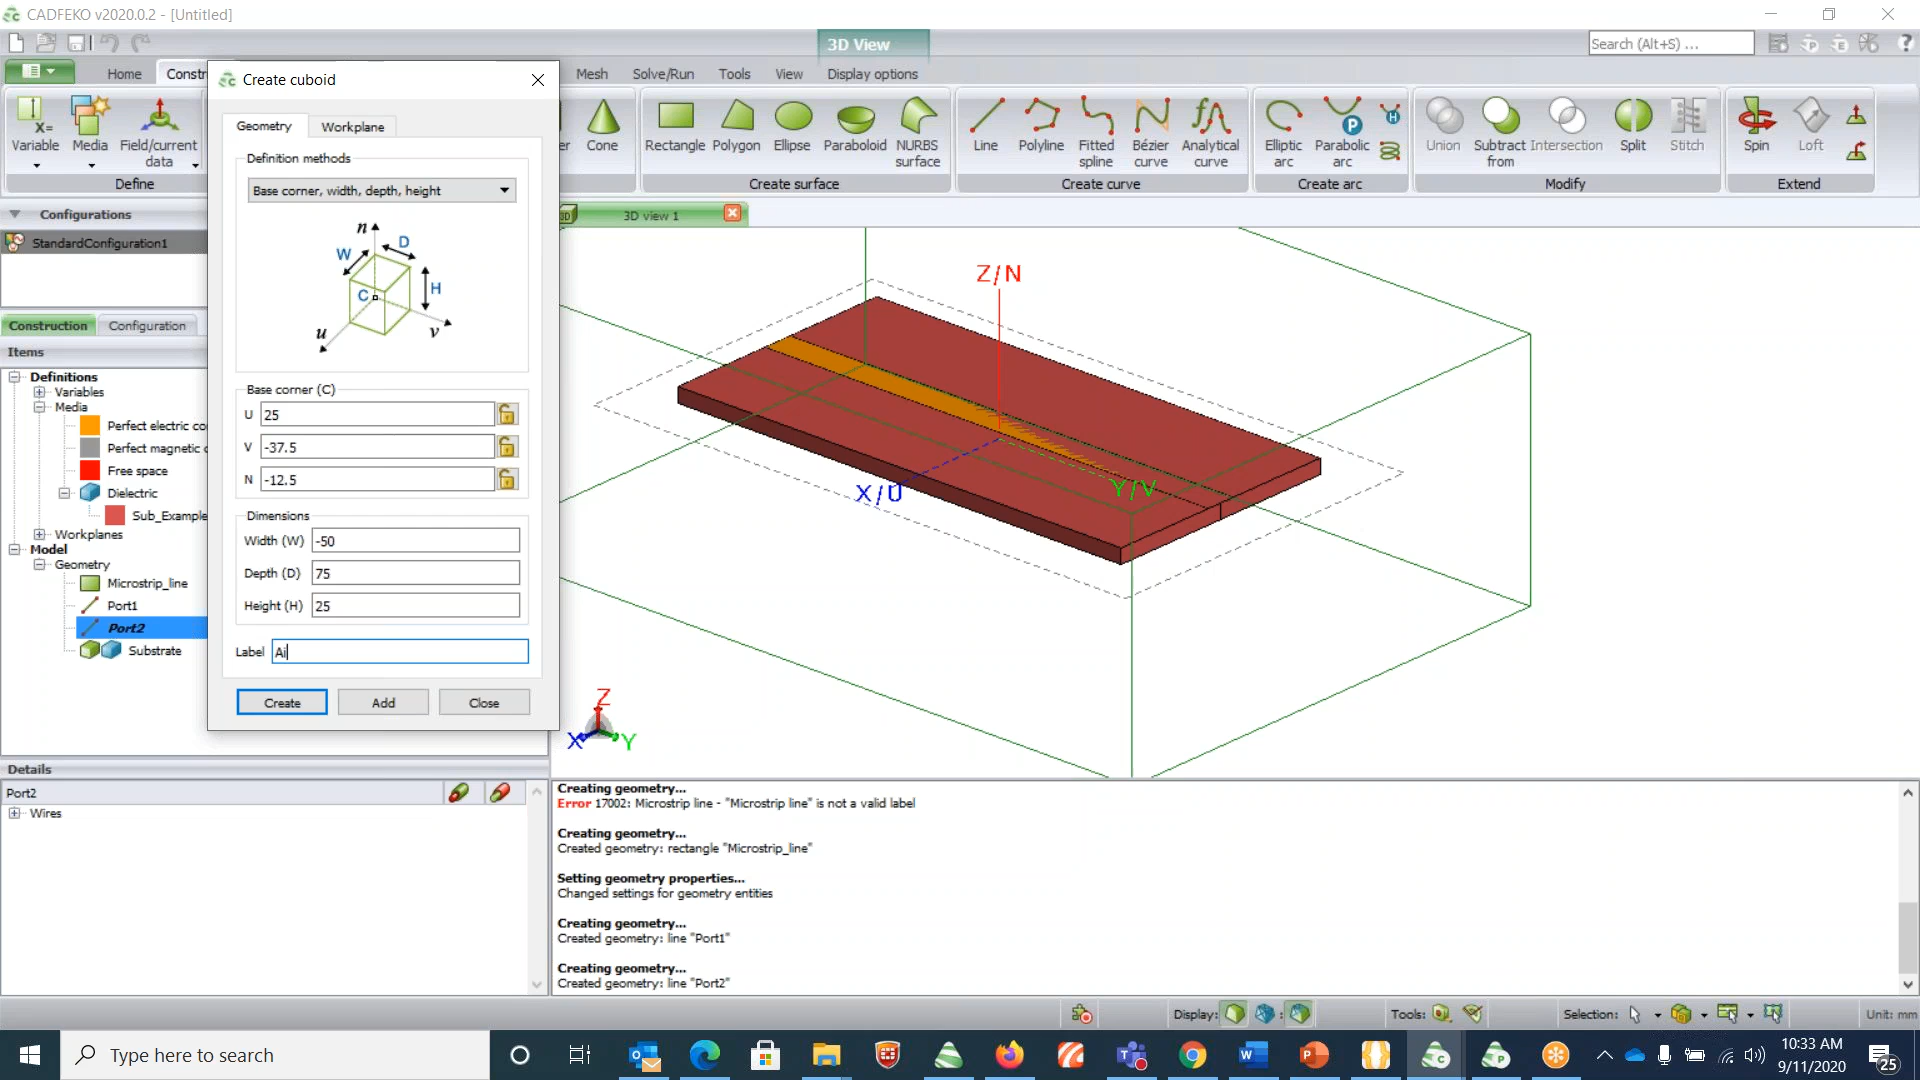 CADFEKO v2020.0.2 - [Untitled]
3D View
Search (Alt+S) ...
Home
Constr
Mesh
Solve/Run
Tools
View
Display options
X=
Variable
Media
Field/current
data
Define
er
Cone
Rectangle
Polygon
Ellipse
Paraboloid
NURBS
surface
Create surface
Line
Polyline
Fitted
spline
Bézier
curve
Analytical
curve
Create curve
Elliptic
arc
Parabolic
arc
Create arc
Union
Subtract
from
Intersection
Split
Stitch
Modify
Spin
Loft
Extend
Create cuboid
Geometry
Workplane
Definition methods
Base corner, width, depth, height
n
W
D
C
H
u
v
Base corner (C)
U 25
V -37.5
N -12.5
Dimensions
Width (W) -50
Depth (D) 75
Height (H) 25
Label Ai
Create
Add
Close
Configurations
StandardConfiguration1
Construction
Configuration
Items
Definitions
Variables
Media
Perfect electric co
Perfect magnetic c
Free space
Dielectric
Sub_Example
Workplanes
Model
Geometry
Microstrip_line
Port1
Port2
Substrate
3D view 1
Z/N
X/U
Y/V
Z
X
Y
Details
Port2
Wires
Creating geometry...
Error 17002: Microstrip line - "Microstrip line" is not a valid label
Creating geometry...
Created geometry: rectangle "Microstrip_line"
Setting geometry properties...
Changed settings for geometry entities
Creating geometry...
Created geometry: line "Port1"
Creating geometry...
Created geometry: line "Port2"
Display:
Tools:
Selection:
Unit: mm
Type here to search
10:33 AM
9/11/2020
25